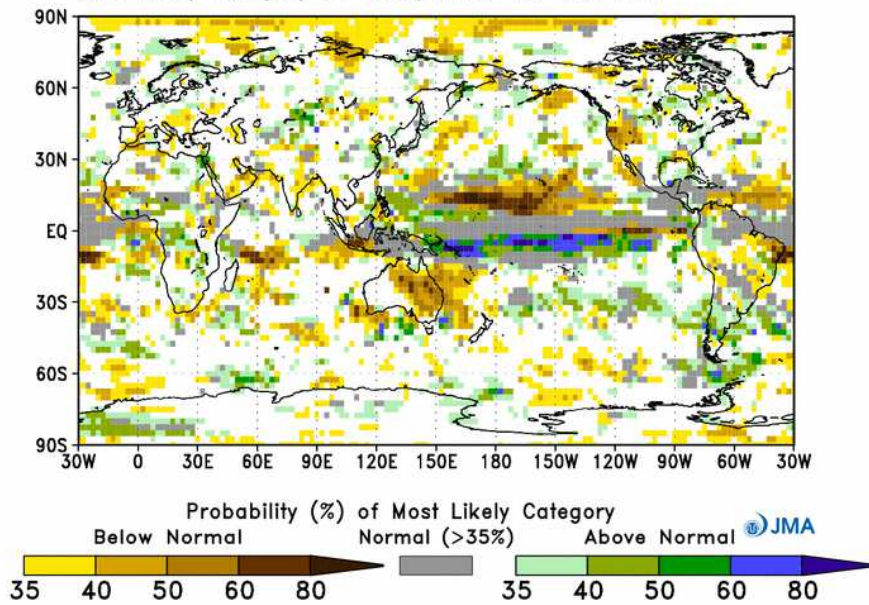 90N
60N
30N
EQ
30S
60S
90S
30W 0 30E 60E 90E 120E 150E 180 150W 120W 90W 60W 30W
Probability (%) of Most Likely Category
Below Normal Normal (>35%) Above Normal JMA
35 40 50 60 80 35 40 50 60 80